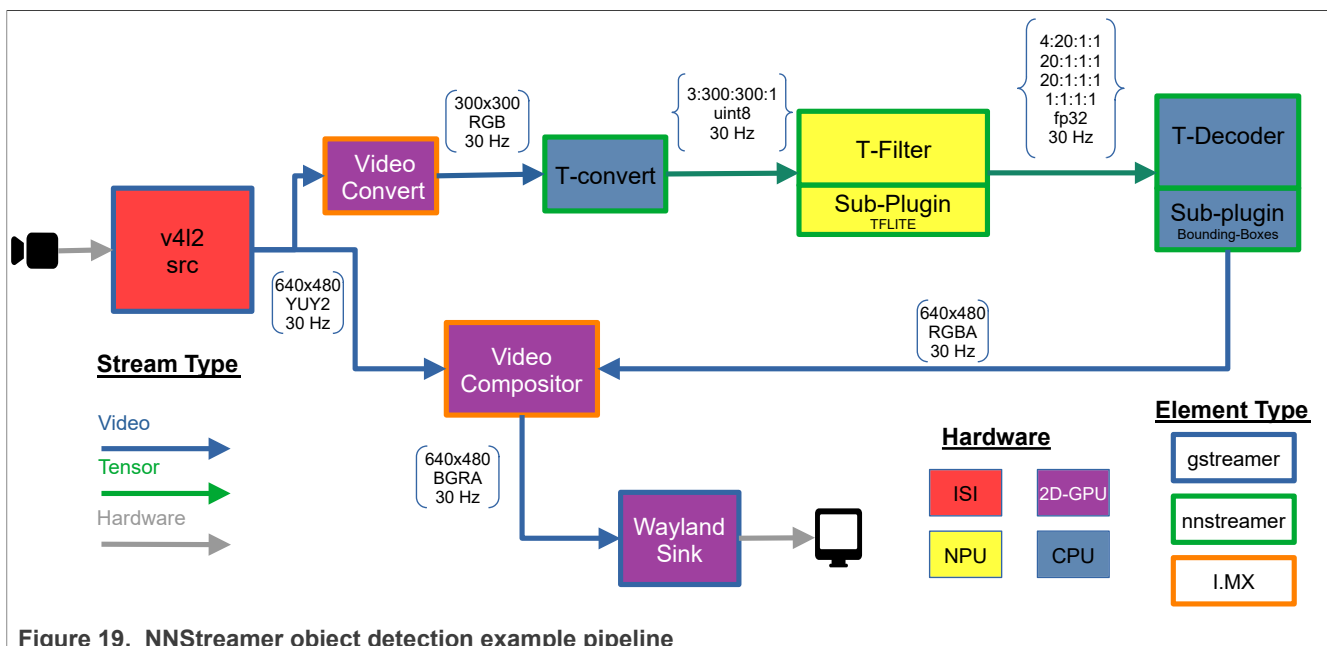 4:20:1:1
20:1:1:1
20:1:1:1
1:1:1:1
fp32
30 Hz
3:300:300:1
uint8
30 Hz
300x300
RGB
30 Hz
Video
Convert
T-convert
T-Filter
Sub-Plugin
TFLITE
T-Decoder
Sub-plugin
Bounding-Boxes
v4l2
src
640x480
YUY2
30 Hz
640x480
RGBA
30 Hz
Video
Compositor
Stream Type
Video
Tensor
Hardware
640x480
BGRA
30 Hz
Wayland
Sink
Hardware
ISI
2D-GPU
NPU
CPU
Element Type
gstreamer
nnstreamer
I.MX
Figure 19. NNStreamer object detection example pipeline